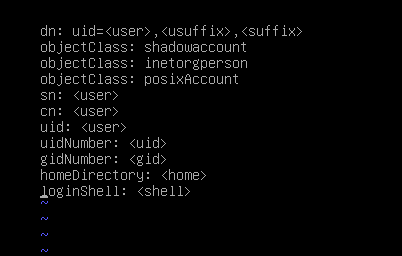 dn: uid=<user>,<usuffix>,<suffix>
objectClass: shadowaccount
objectClass: inetorgperson
objectClass: posixAccount
sn: <user>
cn: <user>
uid: <user>
uidNumber: <uid>
gidNumber: <gid>
homeDirectory: <home>
loginShell: <shell>
~
~
~
~